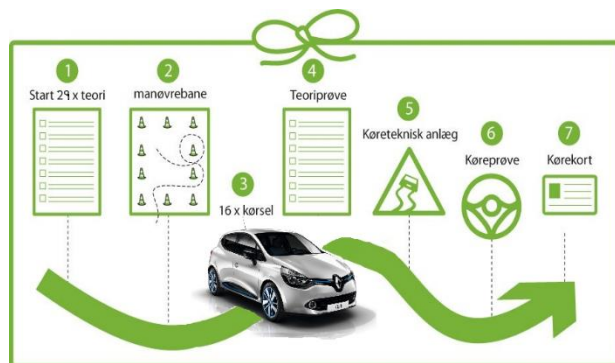 1
Start 29 x teori
2
manøvrebane
3
16 x kørsel
4
Teoriprøve
5
Køreteknisk anlæg
6
Køreprøve
7
Kørekort